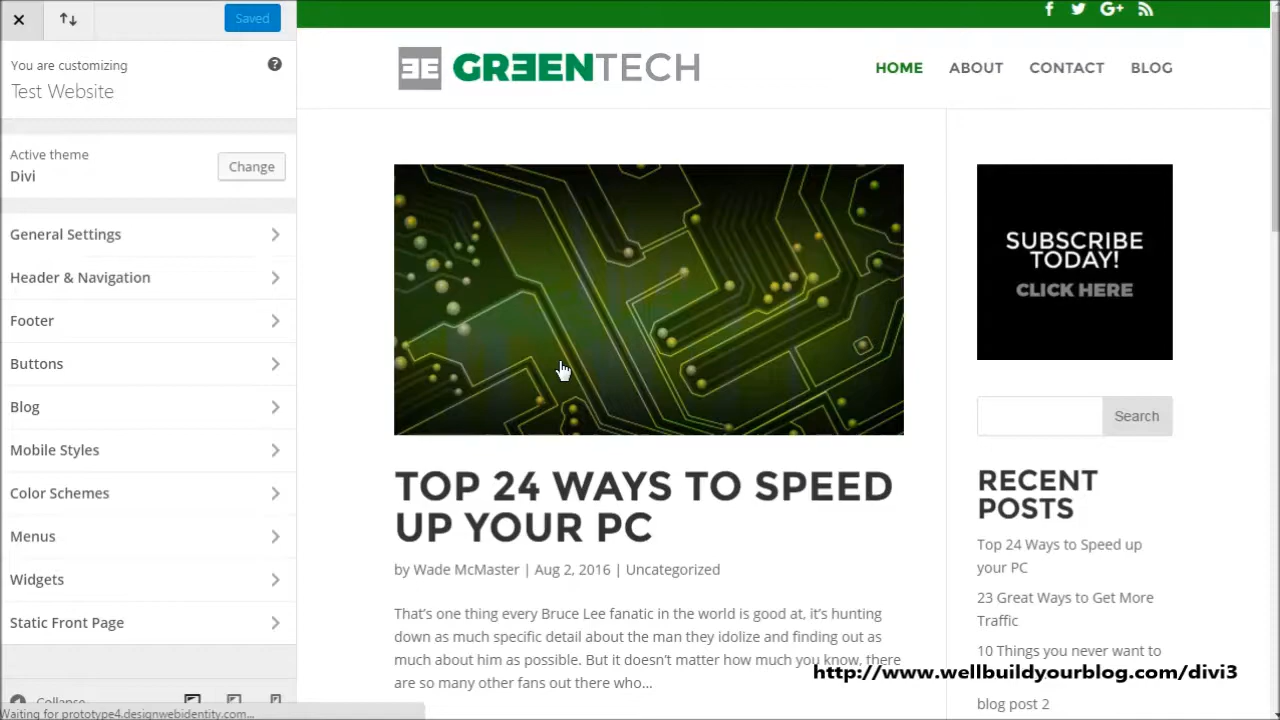 Saved
You are customizing
Test Website
Active theme
Divi
Change
General Settings
Header & Navigation
Footer
Buttons
Blog
Mobile Styles
Color Schemes
Menus
Widgets
Static Front Page
Collapse
Waiting for prototype4.designwebidentity.com...
GREENTECH
HOME
ABOUT
CONTACT
BLOG
TOP 24 WAYS TO SPEED
UP YOUR PC
by Wade McMaster | Aug 2, 2016 | Uncategorized
That's one thing every Bruce Lee fanatic in the world is good at, it's hunting
down as much specific detail about the man they idolize and finding out as
much about him as possible. But it doesn't matter how much you know, there
are so many other fans out there who...
SUBSCRIBE
TODAY!
CLICK HERE
Search
RECENT
POSTS
Top 24 Ways to Speed up
your PC
23 Great Ways to Get More
Traffic
10 Things you never want to
blog post 2
http://www.wellbuildyourblog.com/divi3